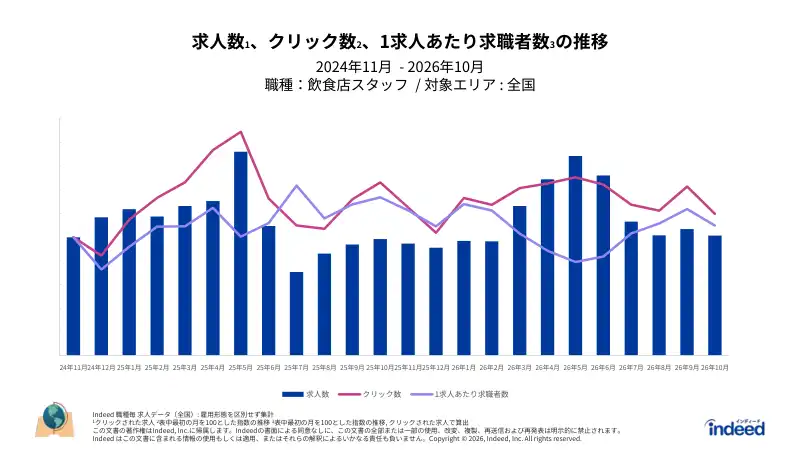 求人数1、クリック数2、1求人あたり求職者数3の推移
2024年11月 - 2026年10月
職種：飲食店スタッフ / 対象エリア : 全国
24年11月 24年12月 25年1月 25年2月 25年3月 25年4月 25年5月 25年6月 25年7月 25年8月 25年9月 25年10月 25年11月 25年12月 26年1月 26年2月 26年3月 26年4月 26年5月 26年6月 26年7月 26年8月 26年9月 26年10月
求人数 クリック数 1求人あたり求職者数
Indeed 職種毎 求人データ（全国）: 雇用形態を区別せず集計
¹クリックされた求人 ²表中最初の月を100とした指数の推移 ³表中最初の月を100とした指数の推移, クリックされた求人で算出
この文書の著作権はIndeed, Inc.に帰属します。Indeedの書面による同意なしに、この文書の全部または一部の使用、改変、複製、再送信および再発表は明示的に禁止されます。
Indeed はこの文書に含まれる情報の使用もしくは適用、またはそれらの解釈によるいかなる責任も負いません。Copyright © 2026, Indeed, Inc. All rights reserved.
インディード
indeed